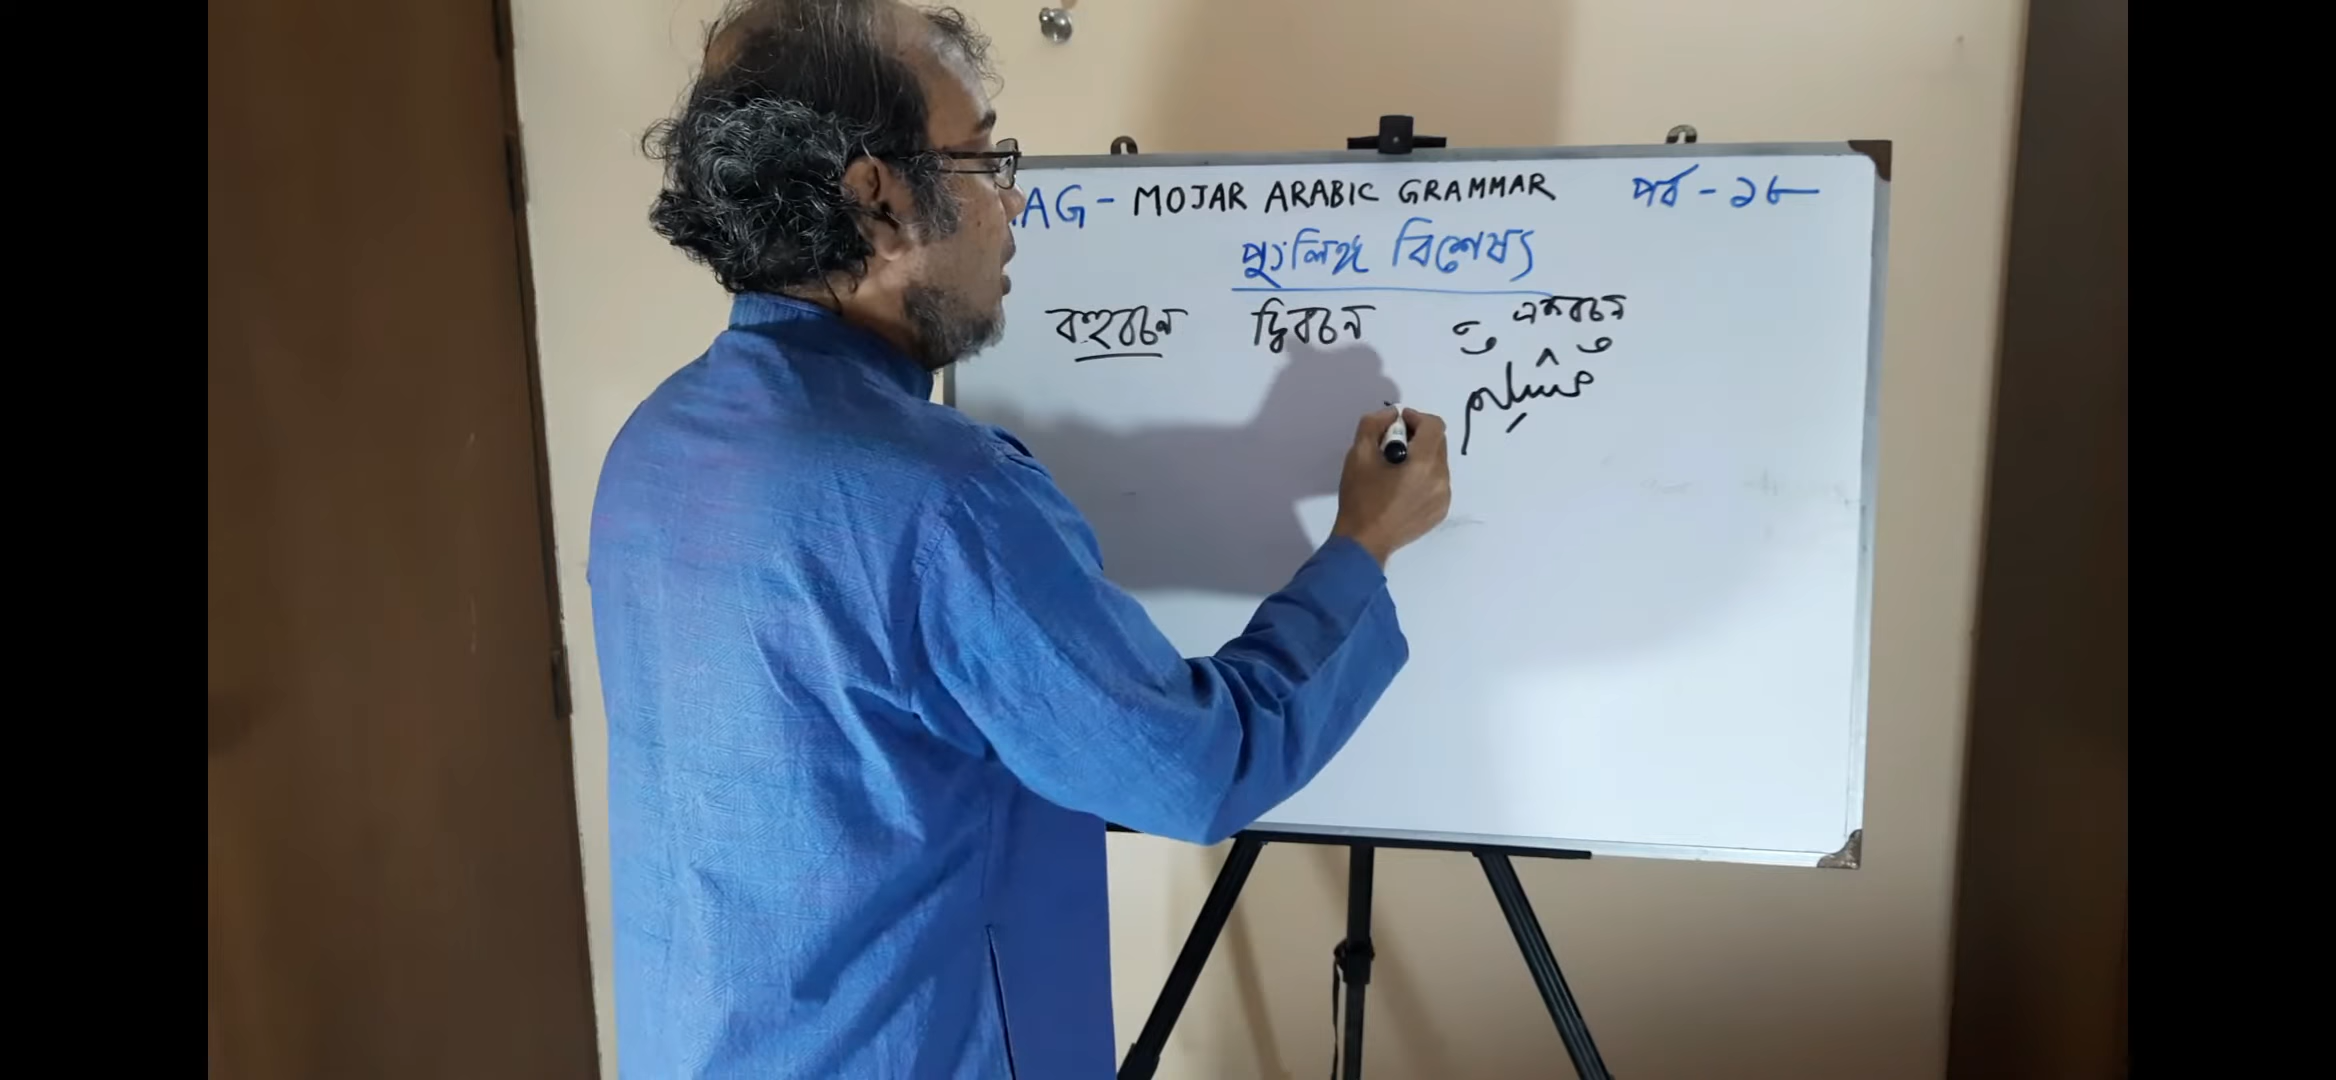 AG - MOJAR ARABIC GRAMMAR পর্ব - ১৮
পুংলিঙ্গ বিশেষ্য
বহুবচন দ্বিবচন একবচন
مُسْلِمٌ